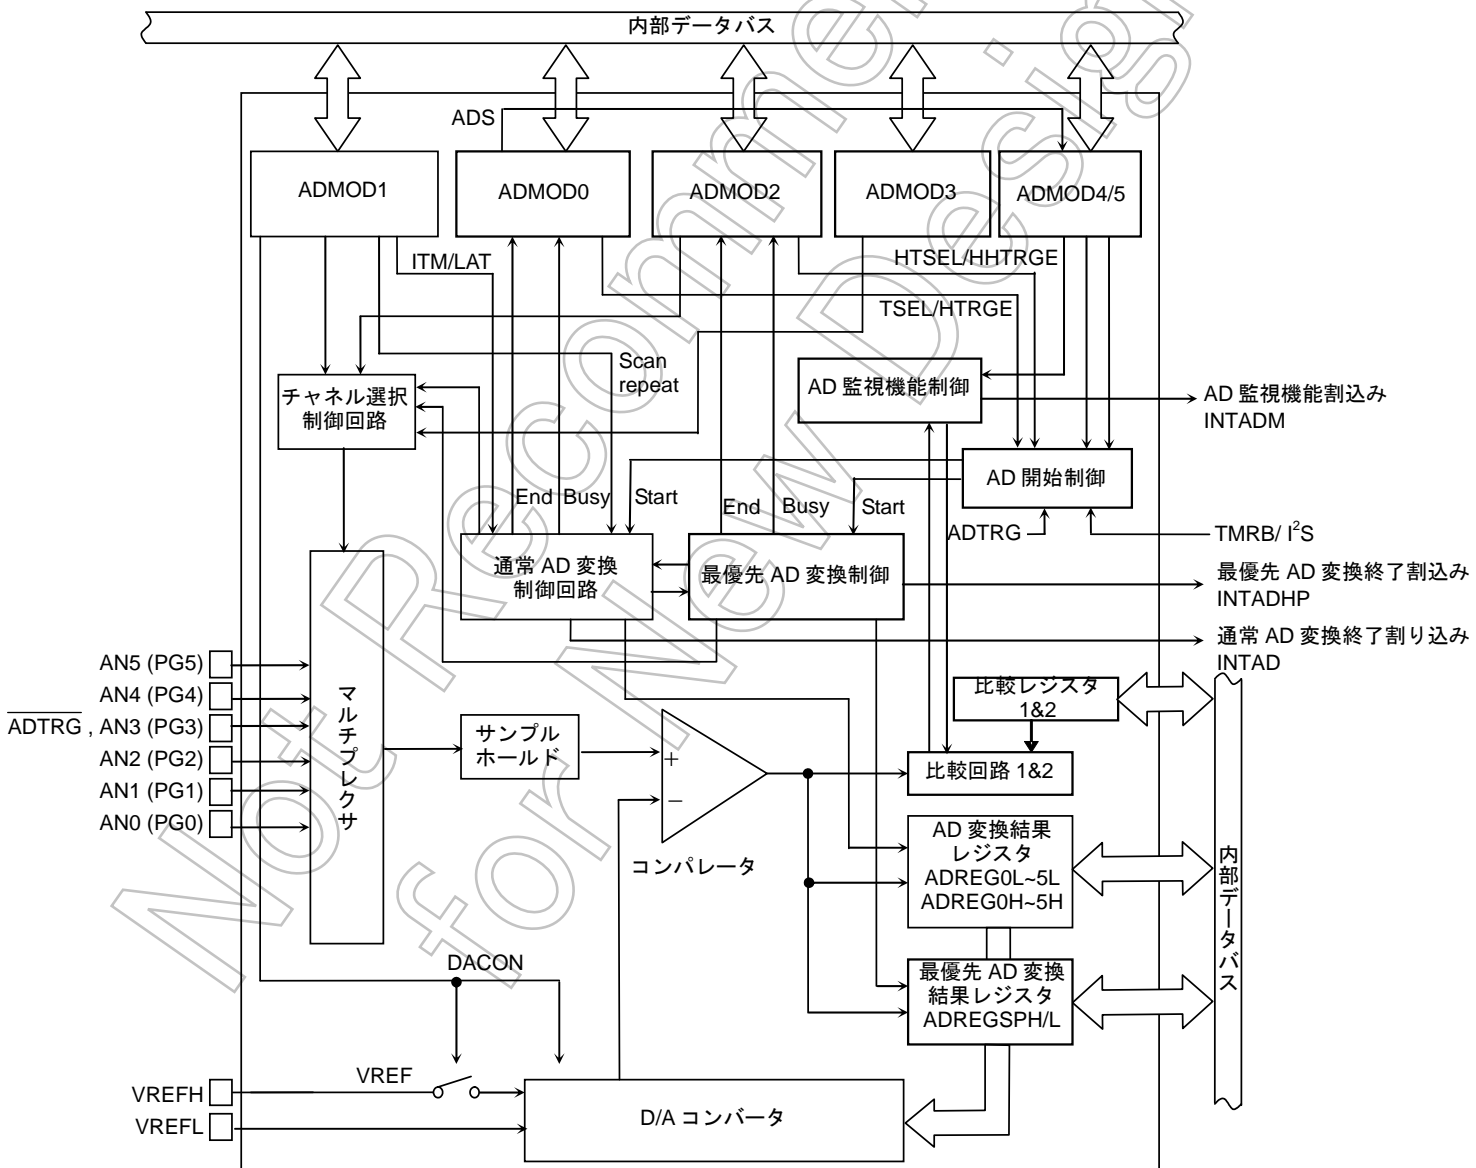 内部データバス
ADS
ADMOD1
ADMOD0
ADMOD2
ADMOD3
ADMOD4/5
ITM/LAT
HTSEL/HHTRGE
TSEL/HTRGE
Scan
repeat
チャネル選択
制御回路
AD 監視機能制御
AD 監視機能割込み
INTADM
AD 開始制御
End
Busy
Start
End
Busy
Start
ADTRG
TMRB/ I²S
通常 AD 変換
制御回路
最優先 AD 変換制御
最優先 AD 変換終了割込み
INTADHP
通常 AD 変換終了割り込み
INTAD
AN5 (PG5)
AN4 (PG4)
ADTRG , AN3 (PG3)
AN2 (PG2)
AN1 (PG1)
AN0 (PG0)
マルチプレクサ
サンプル
ホールド
+
−
コンパレータ
比較レジスタ
1&2
比較回路 1&2
AD 変換結果
レジスタ
ADREG0L~5L
ADREG0H~5H
最優先 AD 変換
結果レジスタ
ADREGSPH/L
内部データバス
DACON
VREF
VREFH
VREFL
D/A コンバータ
Not Recommen
for New Design